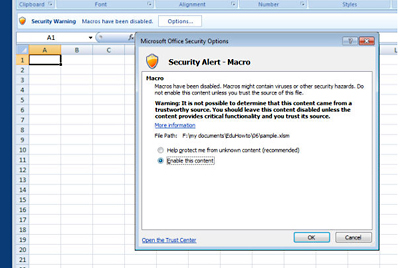 Clipboard Font Alignment Number Styles
Security Warning Macros have been disabled. Options...
A1
A B C D E
1
2
3
4
5
6
7
8
9
10
11
12
13
14
15
16
17
18
19
20
21
Microsoft Office Security Options
Security Alert - Macro
Macro
Macros have been disabled. Macros might contain viruses or other security hazards. Do
not enable this content unless you trust the source of this file.
Warning: It is not possible to determine that this content came from a
trustworthy source. You should leave this content disabled unless the
content provides critical functionality and you trust its source.
More information
File Path: F:\my documents\EduHowto\06\sample.xlsm
Help protect me from unknown content (recommended)
Enable this content
Open the Trust Center
OK Cancel